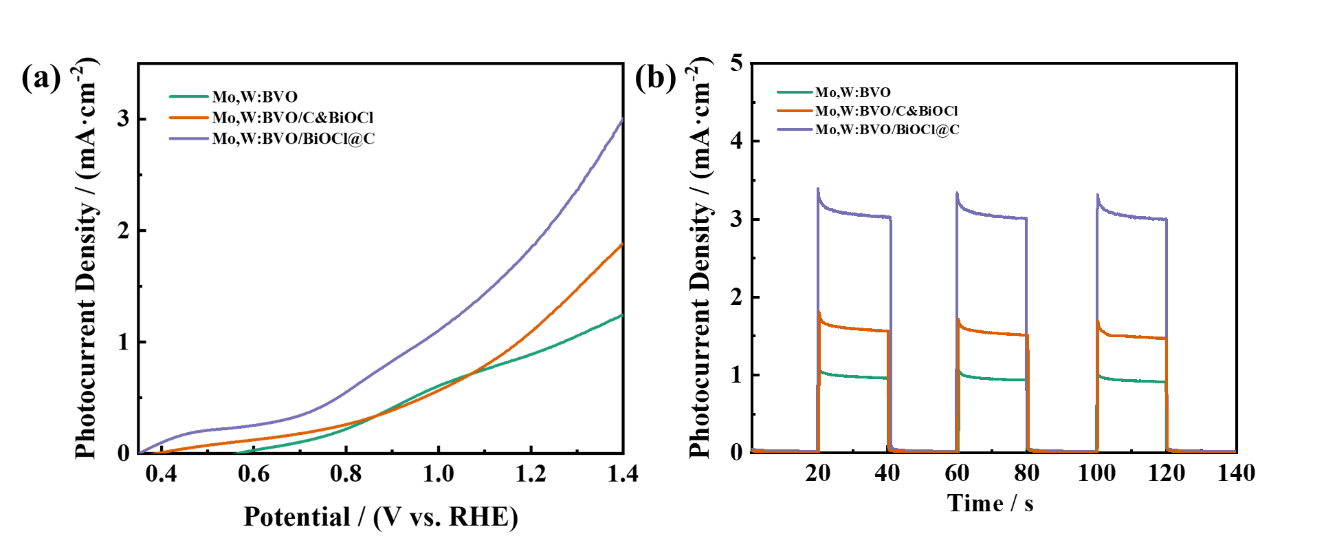 (a)
Photocurrent Density / (mA·cm⁻²)
3
2
1
0
Mo,W:BVO
Mo,W:BVO/C&BiOCl
Mo,W:BVO/BiOCl@C
0.4 0.6 0.8 1.0 1.2 1.4
Potential / (V vs. RHE)
(b)
Photocurrent Density / (mA·cm⁻²)
5
4
3
2
1
0
Mo,W:BVO
Mo,W:BVO/C&BiOCl
Mo,W:BVO/BiOCl@C
20 40 60 80 100 120 140
Time / s